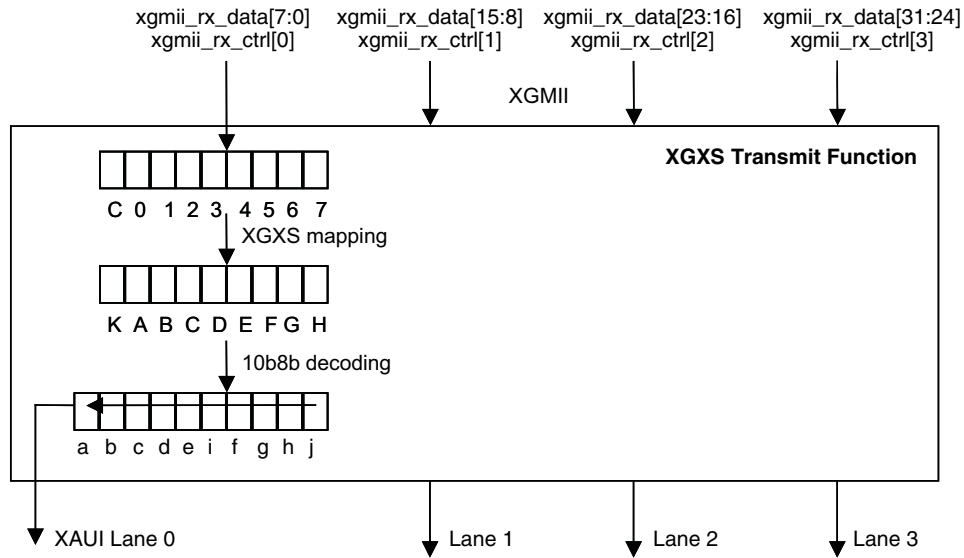 xgmii_rx_data[7:0] xgmii_rx_data[15:8] xgmii_rx_data[23:16] xgmii_rx_data[31:24]
xgmii_rx_ctrl[0] xgmii_rx_ctrl[1] xgmii_rx_ctrl[2] xgmii_rx_ctrl[3]
XGMII
XGXS Transmit Function
C 0 1 2 3 4 5 6 7
XGXS mapping
K A B C D E F G H
10b8b decoding
a b c d e i f g h j
XAUI Lane 0 Lane 1 Lane 2 Lane 3